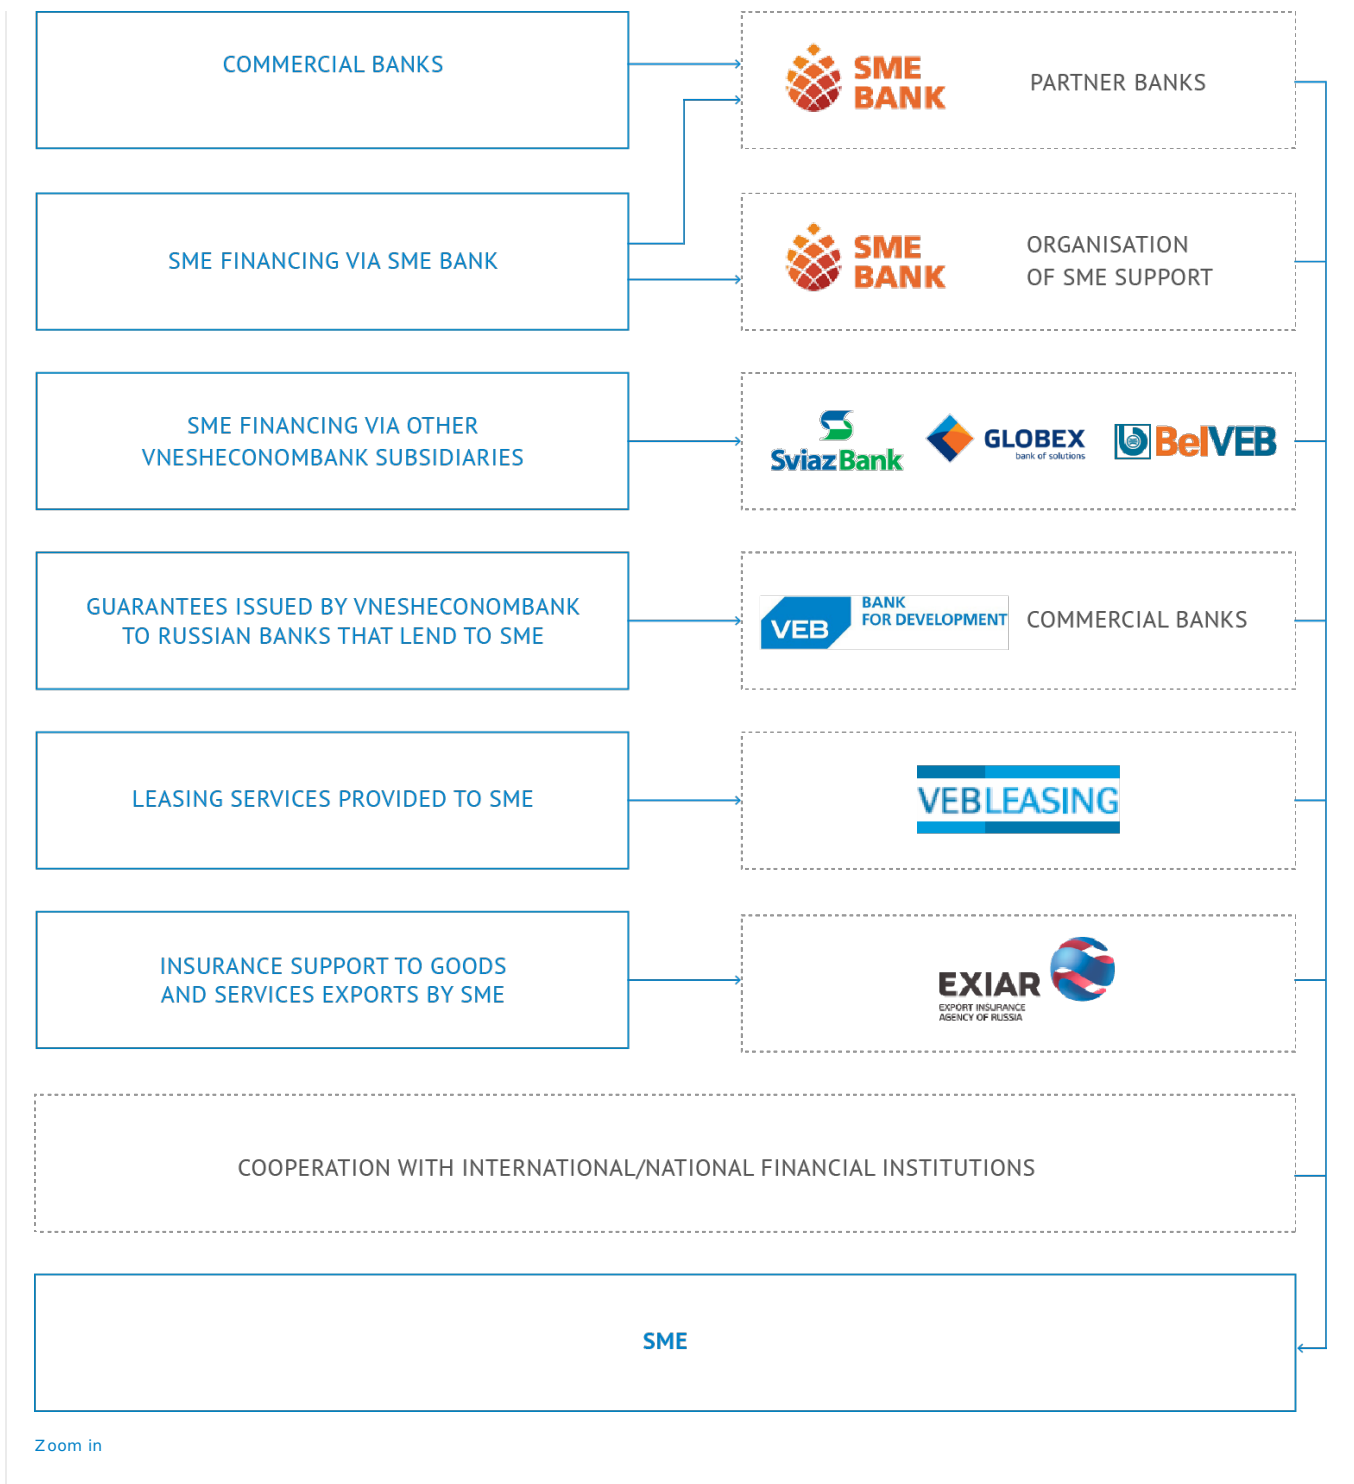 COMMERCIAL BANKS
SME
BANK
PARTNER BANKS
SME FINANCING VIA SME BANK
SME
BANK
ORGANISATION
OF SME SUPPORT
SME FINANCING VIA OTHER
VNESHECONOMBANK SUBSIDIARIES
SviazBank
GLOBEX
bank of solutions
BelVEB
GUARANTEES ISSUED BY VNESHECONOMBANK
TO RUSSIAN BANKS THAT LEND TO SME
VEB
BANK
FOR DEVELOPMENT
COMMERCIAL BANKS
LEASING SERVICES PROVIDED TO SME
VEBLEASING
INSURANCE SUPPORT TO GOODS
AND SERVICES EXPORTS BY SME
EXIAR
EXPORT INSURANCE
AGENCY OF RUSSIA
COOPERATION WITH INTERNATIONAL/NATIONAL FINANCIAL INSTITUTIONS
SME
Zoom in